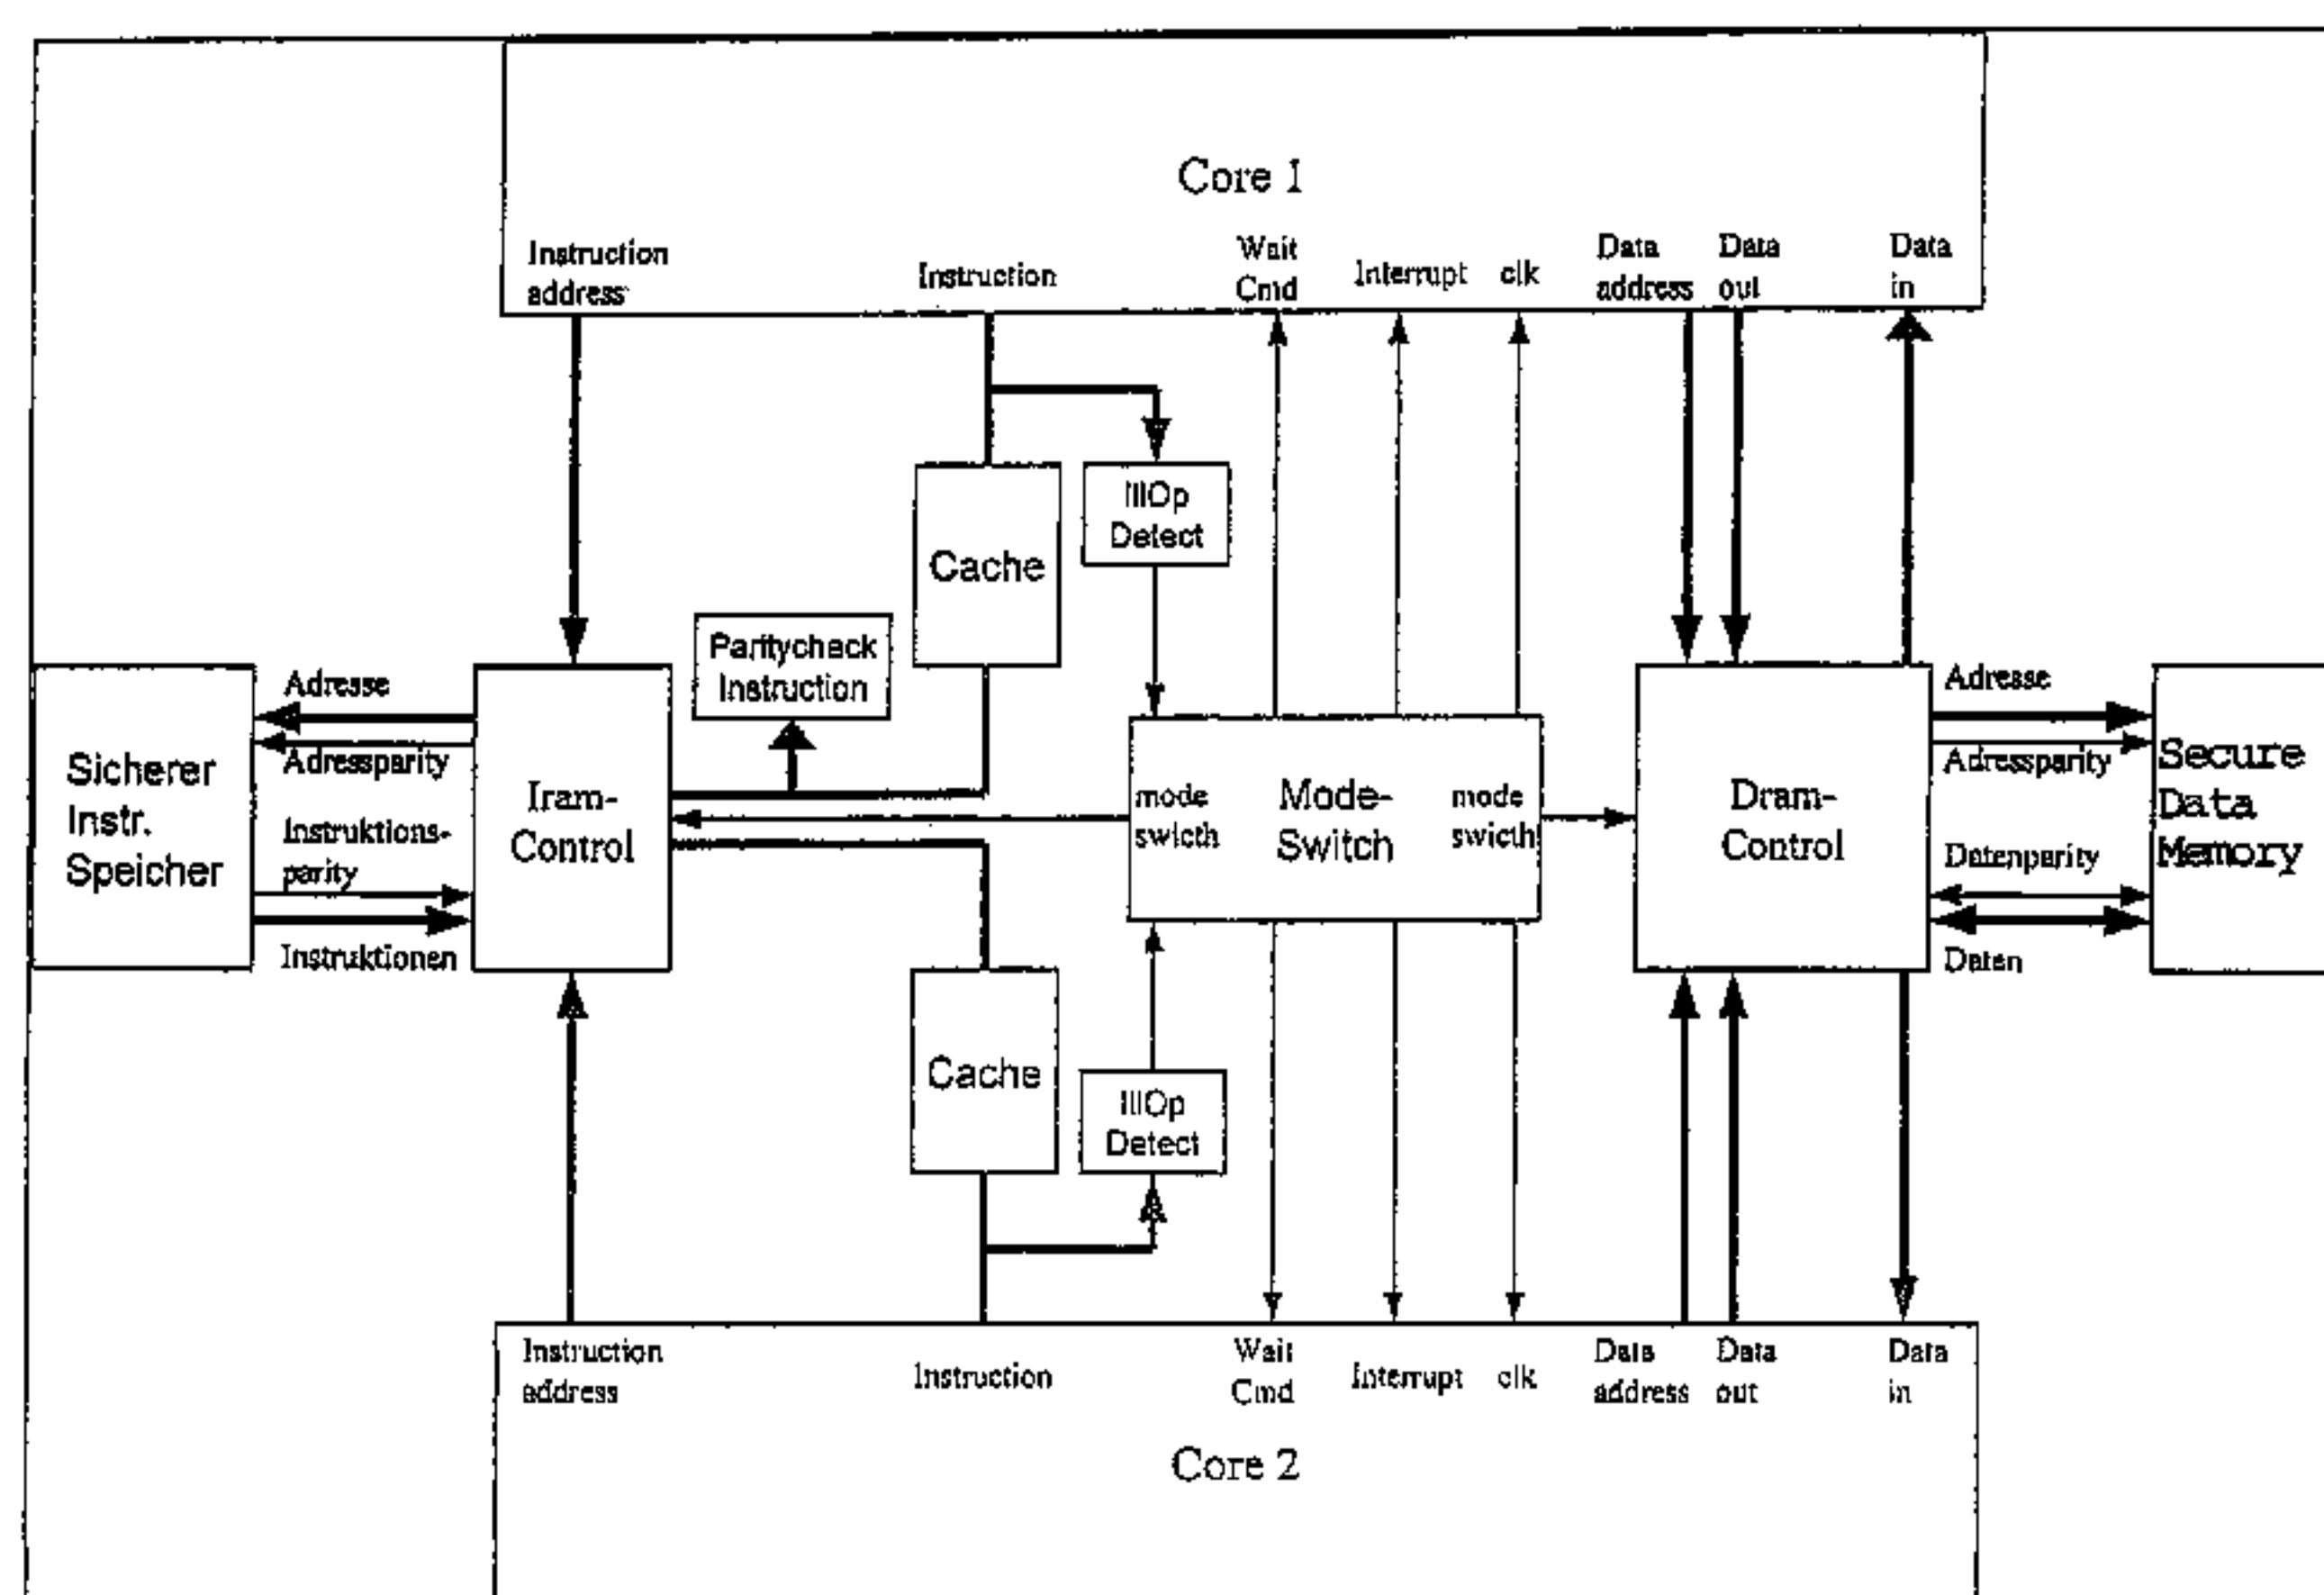 Core 1
Instruction
address
Instruction
Wait
Cmd
Interrupt
clk
Data
address
Data
out
Data
in
Cache
IllOp
Detect
Paritycheck
Instruction
Sicherer
Instr.
Speicher
Adresse
Adressparity
Instruktions-
parity
Instruktionen
Iram-
Control
mode
swicth
Mode-
Switch
mode
swicth
Dram-
Control
Adresse
Adressparity
Datenparity
Daten
Secure
Data
Memory
Cache
IllOp
Detect
Instruction
address
Instruction
Wait
Cmd
Interrupt
clk
Data
address
Data
out
Data
in
Core 2